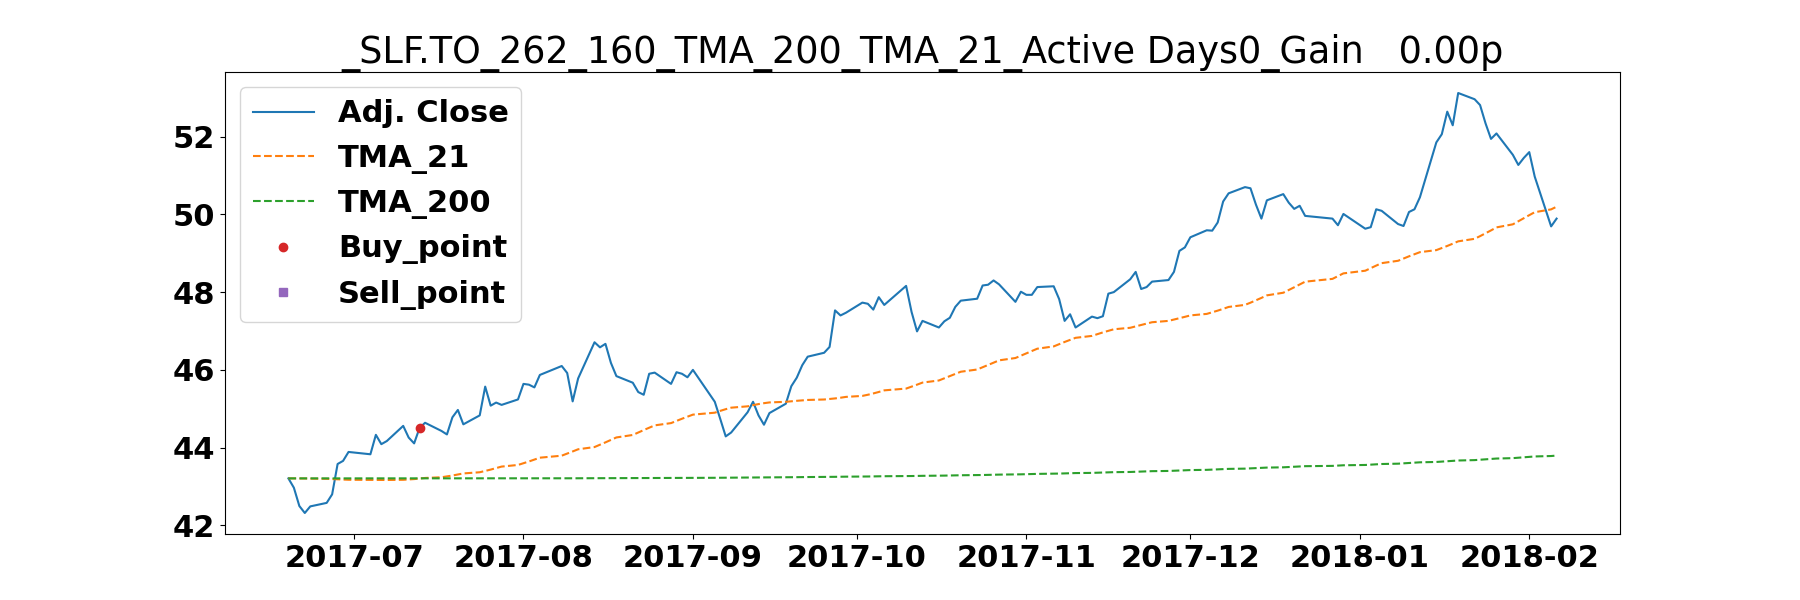 _SLF.TO_262_160_TMA_200_TMA_21_Active Days0_Gain   0.00p
Adj. Close
TMA_21
TMA_200
Buy_point
Sell_point
52
50
48
46
44
42
2017-07 2017-08 2017-09 2017-10 2017-11 2017-12 2018-01 2018-02